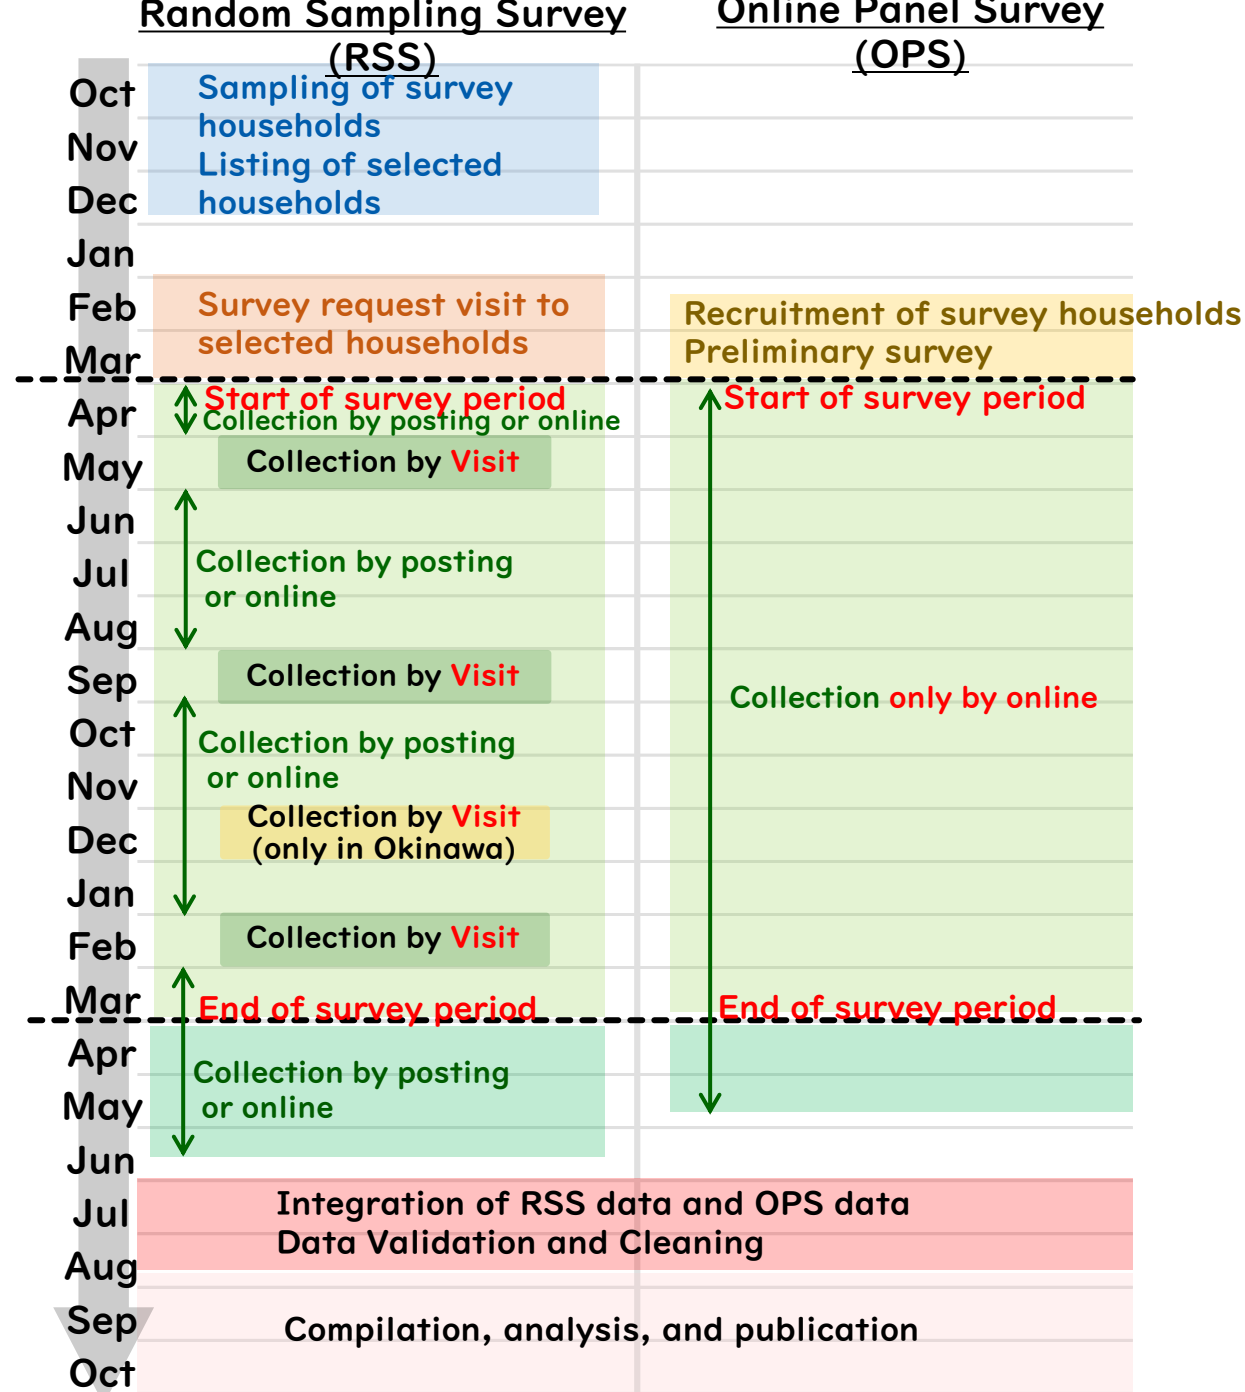 Random Sampling Survey
(RSS)
Online Panel Survey
(OPS)
Oct
Nov
Dec
Jan
Feb
Mar
Apr
May
Jun
Jul
Aug
Sep
Oct
Nov
Dec
Jan
Feb
Mar
Apr
May
Jun
Jul
Aug
Sep
Oct
Sampling of survey
households
Listing of selected
households
Survey request visit to
selected households
Start of survey period
Collection by posting or online
Collection by Visit
Collection by posting
or online
Collection by Visit
Collection by posting
or online
Collection by Visit
(only in Okinawa)
Collection by Visit
End of survey period
Collection by posting
or online
Recruitment of survey households
Preliminary survey
Start of survey period
Collection only by online
End of survey period
Integration of RSS data and OPS data
Data Validation and Cleaning
Compilation, analysis, and publication